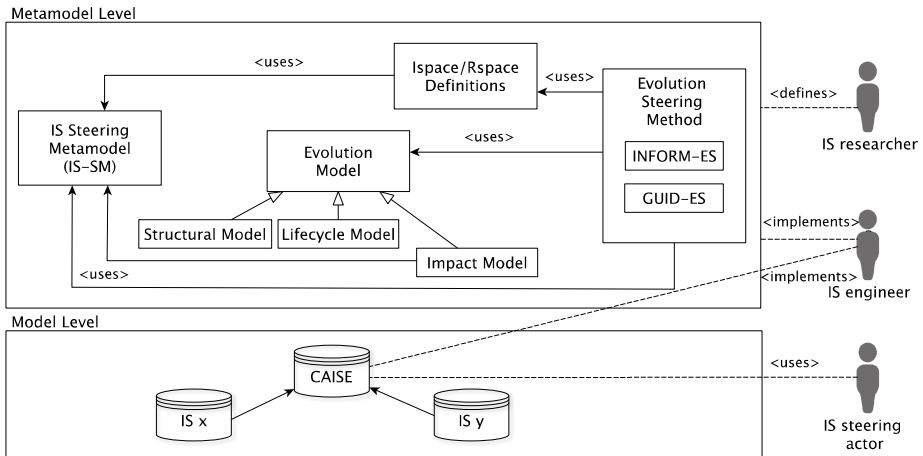 Metamodel Level
<uses>
Ispace/Rspace
Definitions
<uses>
Evolution
Steering
Method
INFORM-ES
GUID-ES
<defines>
IS researcher
IS Steering
Metamodel
(IS-SM)
Evolution
Model
<uses>
Structural Model
Lifecycle Model
Impact Model
<uses>
<implements>
<implements>
IS engineer
Model Level
CAISE
IS x
IS y
<uses>
IS steering
actor